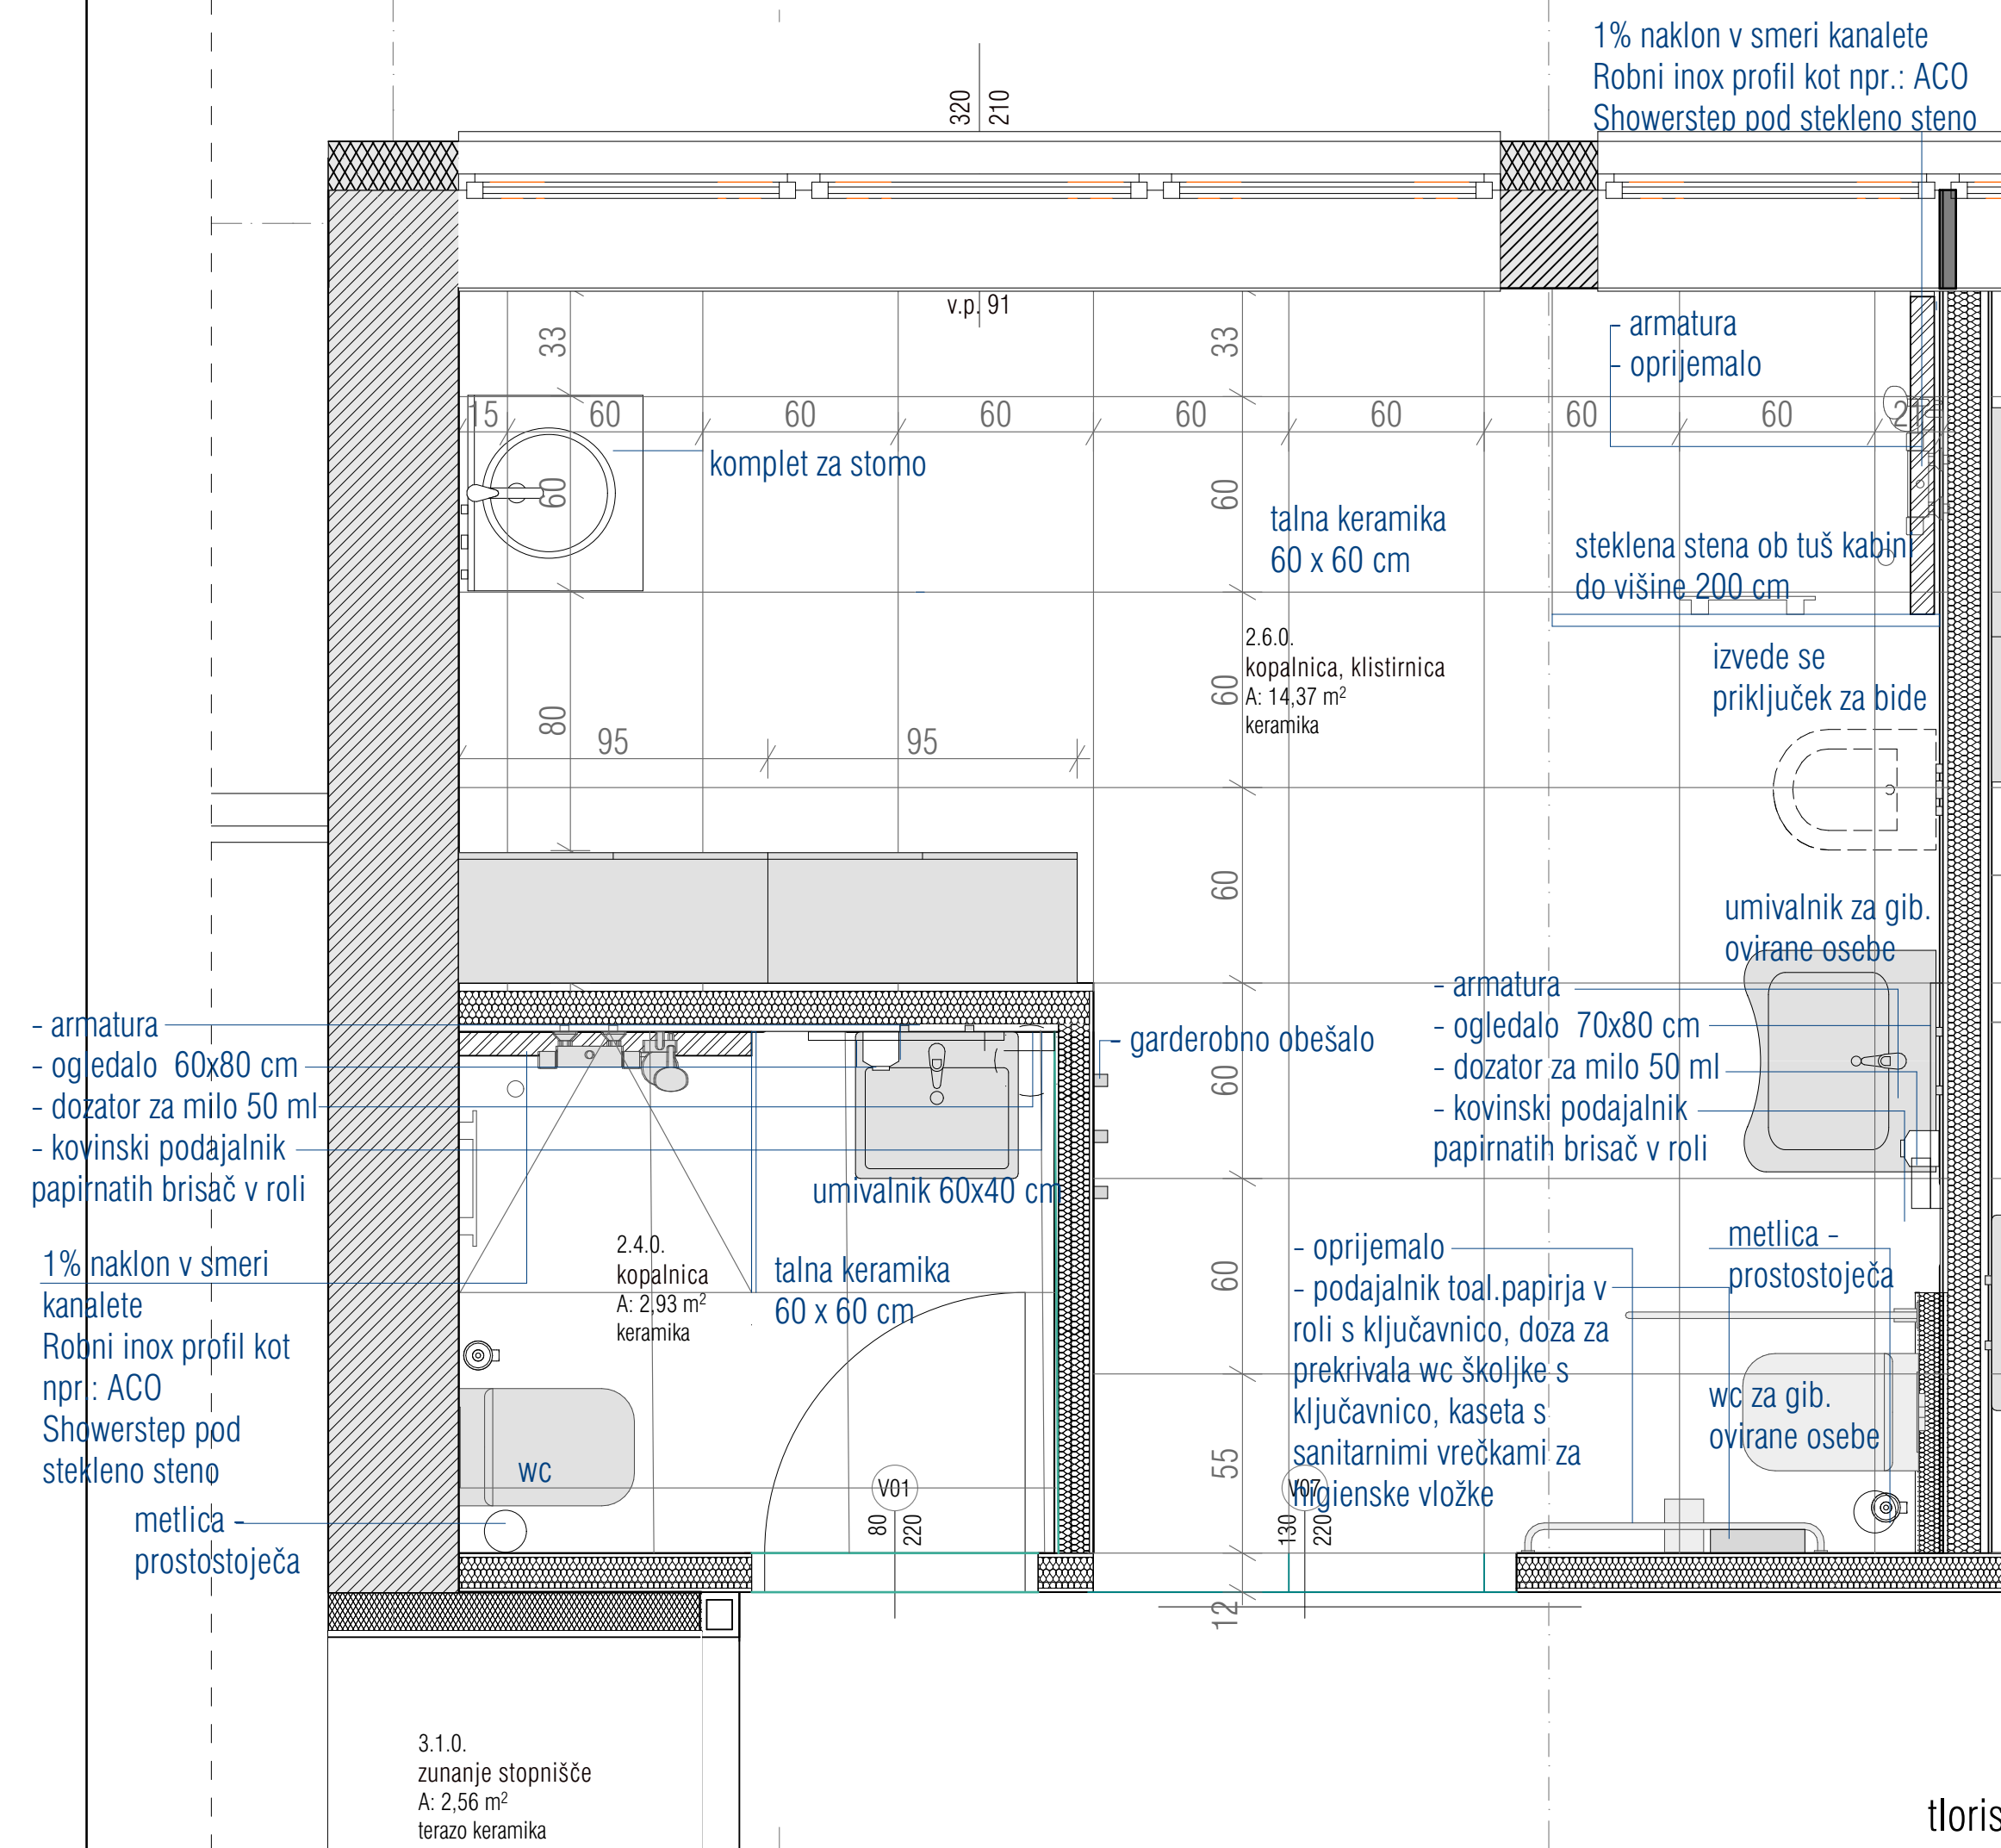 1% naklon v smeri kanalete
Robni inox profil kot npr.: ACO
Showerstep pod stekleno steno
320
210
v.p. 91
33
33
- armatura
- oprijemalo
15
60
60
60
60
60
60
60
komplet za stomo
60
60
talna keramika
60 x 60 cm
steklena stena ob tuš kabini
do višine 200 cm
2.6.0.
kopalnica, klistirnica
A: 14,37 m²
keramika
60
80
95
95
izvede se
priključek za bide
60
umivalnik za gib.
ovirane osebe
- armatura
- ogledalo 70x80 cm
- dozator za milo 50 ml
- kovinski podajalnik
papirnatih brisač v roli
- armatura
- ogledalo 60x80 cm
- dozator za milo 50 ml
- kovinski podajalnik
papirnatih brisač v roli
- garderobno obešalo
60
umivalnik 60x40 cm
1% naklon v smeri
kanalete
Robni inox profil kot
npr.: ACO
Showerstep pod
stekleno steno
2.4.0.
kopalnica
A: 2,93 m²
keramika
talna keramika
60 x 60 cm
60
- oprijemalo
- podajalnik toal.papirja v
roli s ključavnico, doza za
prekrivala wc školjke s
ključavnico, kaseta s
sanitarnimi vrečkami za
higienske vložke
metlica -
prostostoječa
wc za gib.
ovirane osebe
wc
55
metlica -
prostostoječa
V01
80
220
V07
130
220
12
3.1.0.
zunanje stopnišče
A: 2,56 m²
terazo keramika
tloris